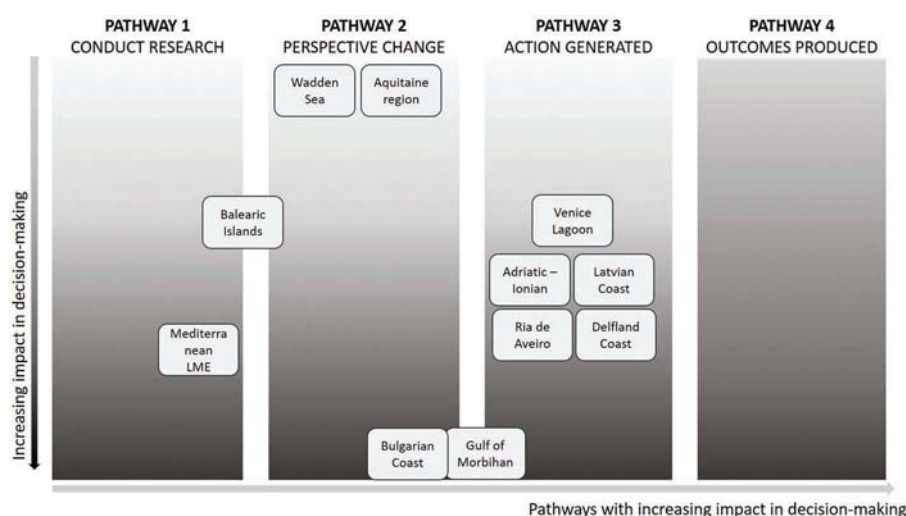 PATHWAY 1
CONDUCT RESEARCH
PATHWAY 2
PERSPECTIVE CHANGE
PATHWAY 3
ACTION GENERATED
PATHWAY 4
OUTCOMES PRODUCED
Increasing impact in decision-making
Wadden
Sea
Aquitaine
region
Balearic
Islands
Venice
Lagoon
Adriatic –
Ionian
Latvian
Coast
Mediterra
nean
LME
Ria de
Aveiro
Delfland
Coast
Bulgarian
Coast
Gulf of
Morbihan
Pathways with increasing impact in decision-making